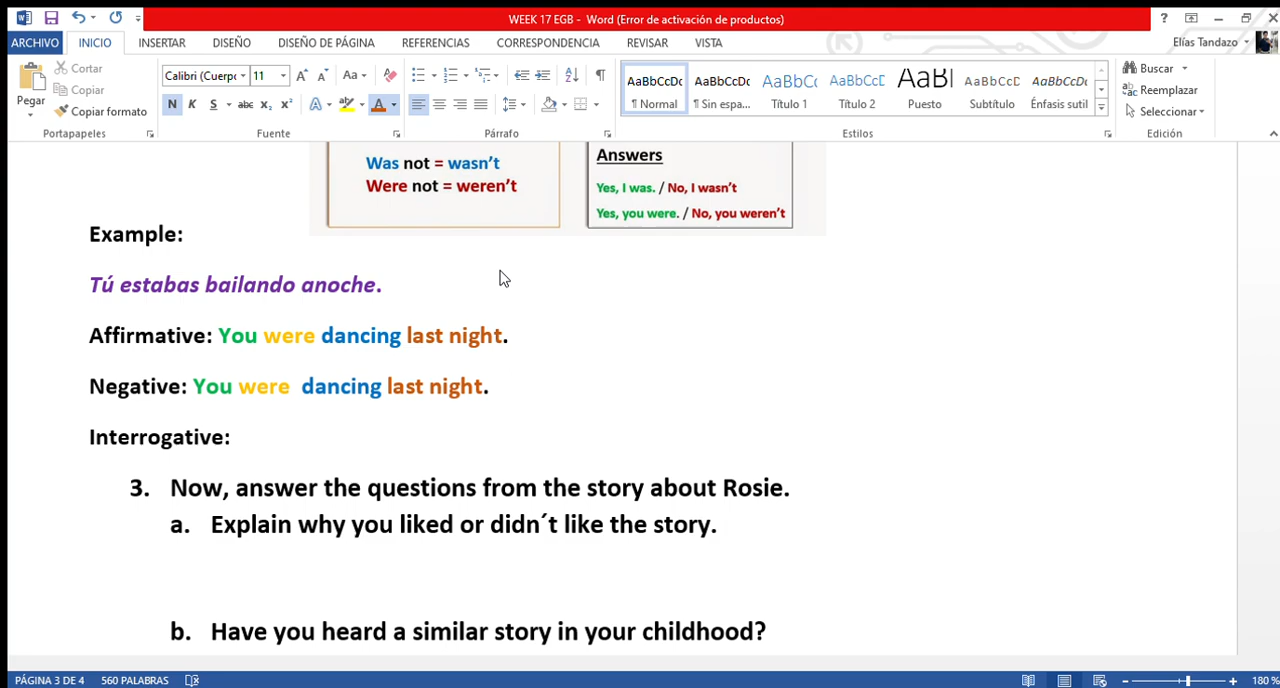 WEEK 17 EGB - Word (Error de activación de productos)
ARCHIVO INICIO INSERTAR DISEÑO DISEÑO DE PÁGINA REFERENCIAS CORRESPONDENCIA REVISAR VISTA Elías Tandazo
Pegar
Cortar
Copiar
Copiar formato
Portapapeles
Calibri (Cuerpo 11
N K S abc x₂ x²
Fuente
Párrafo
AaBbCcDc AaBbCcDc AaBbCc AaBbCcD AaBl AaBbCcD AaBbCcDc
¶ Normal ¶ Sin espa... Título 1 Título 2 Puesto Subtítulo Énfasis sutil
Estilos
Buscar
Reemplazar
Seleccionar
Edición
Was not = wasn't
Were not = weren't
Answers
Yes, I was. / No, I wasn't
Yes, you were. / No, you weren't
Example:
Tú estabas bailando anoche.
Affirmative: You were dancing last night.
Negative: You were dancing last night.
Interrogative:
3. Now, answer the questions from the story about Rosie.
a. Explain why you liked or didn´t like the story.
b. Have you heard a similar story in your childhood?
PÁGINA 3 DE 4 560 PALABRAS 180 %